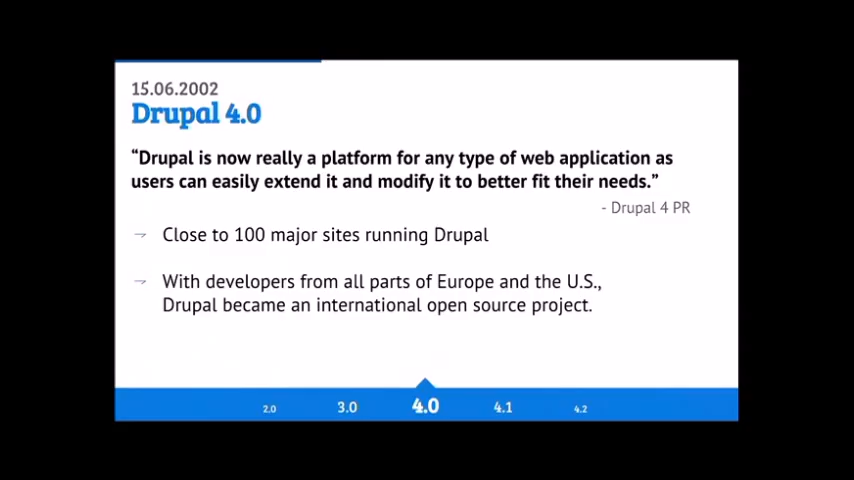 15.06.2002
Drupal 4.0
“Drupal is now really a platform for any type of web application as
users can easily extend it and modify it to better fit their needs.”
- Drupal 4 PR
→ Close to 100 major sites running Drupal
→ With developers from all parts of Europe and the U.S.,
Drupal became an international open source project.
2.0 3.0 4.0 4.1 4.2